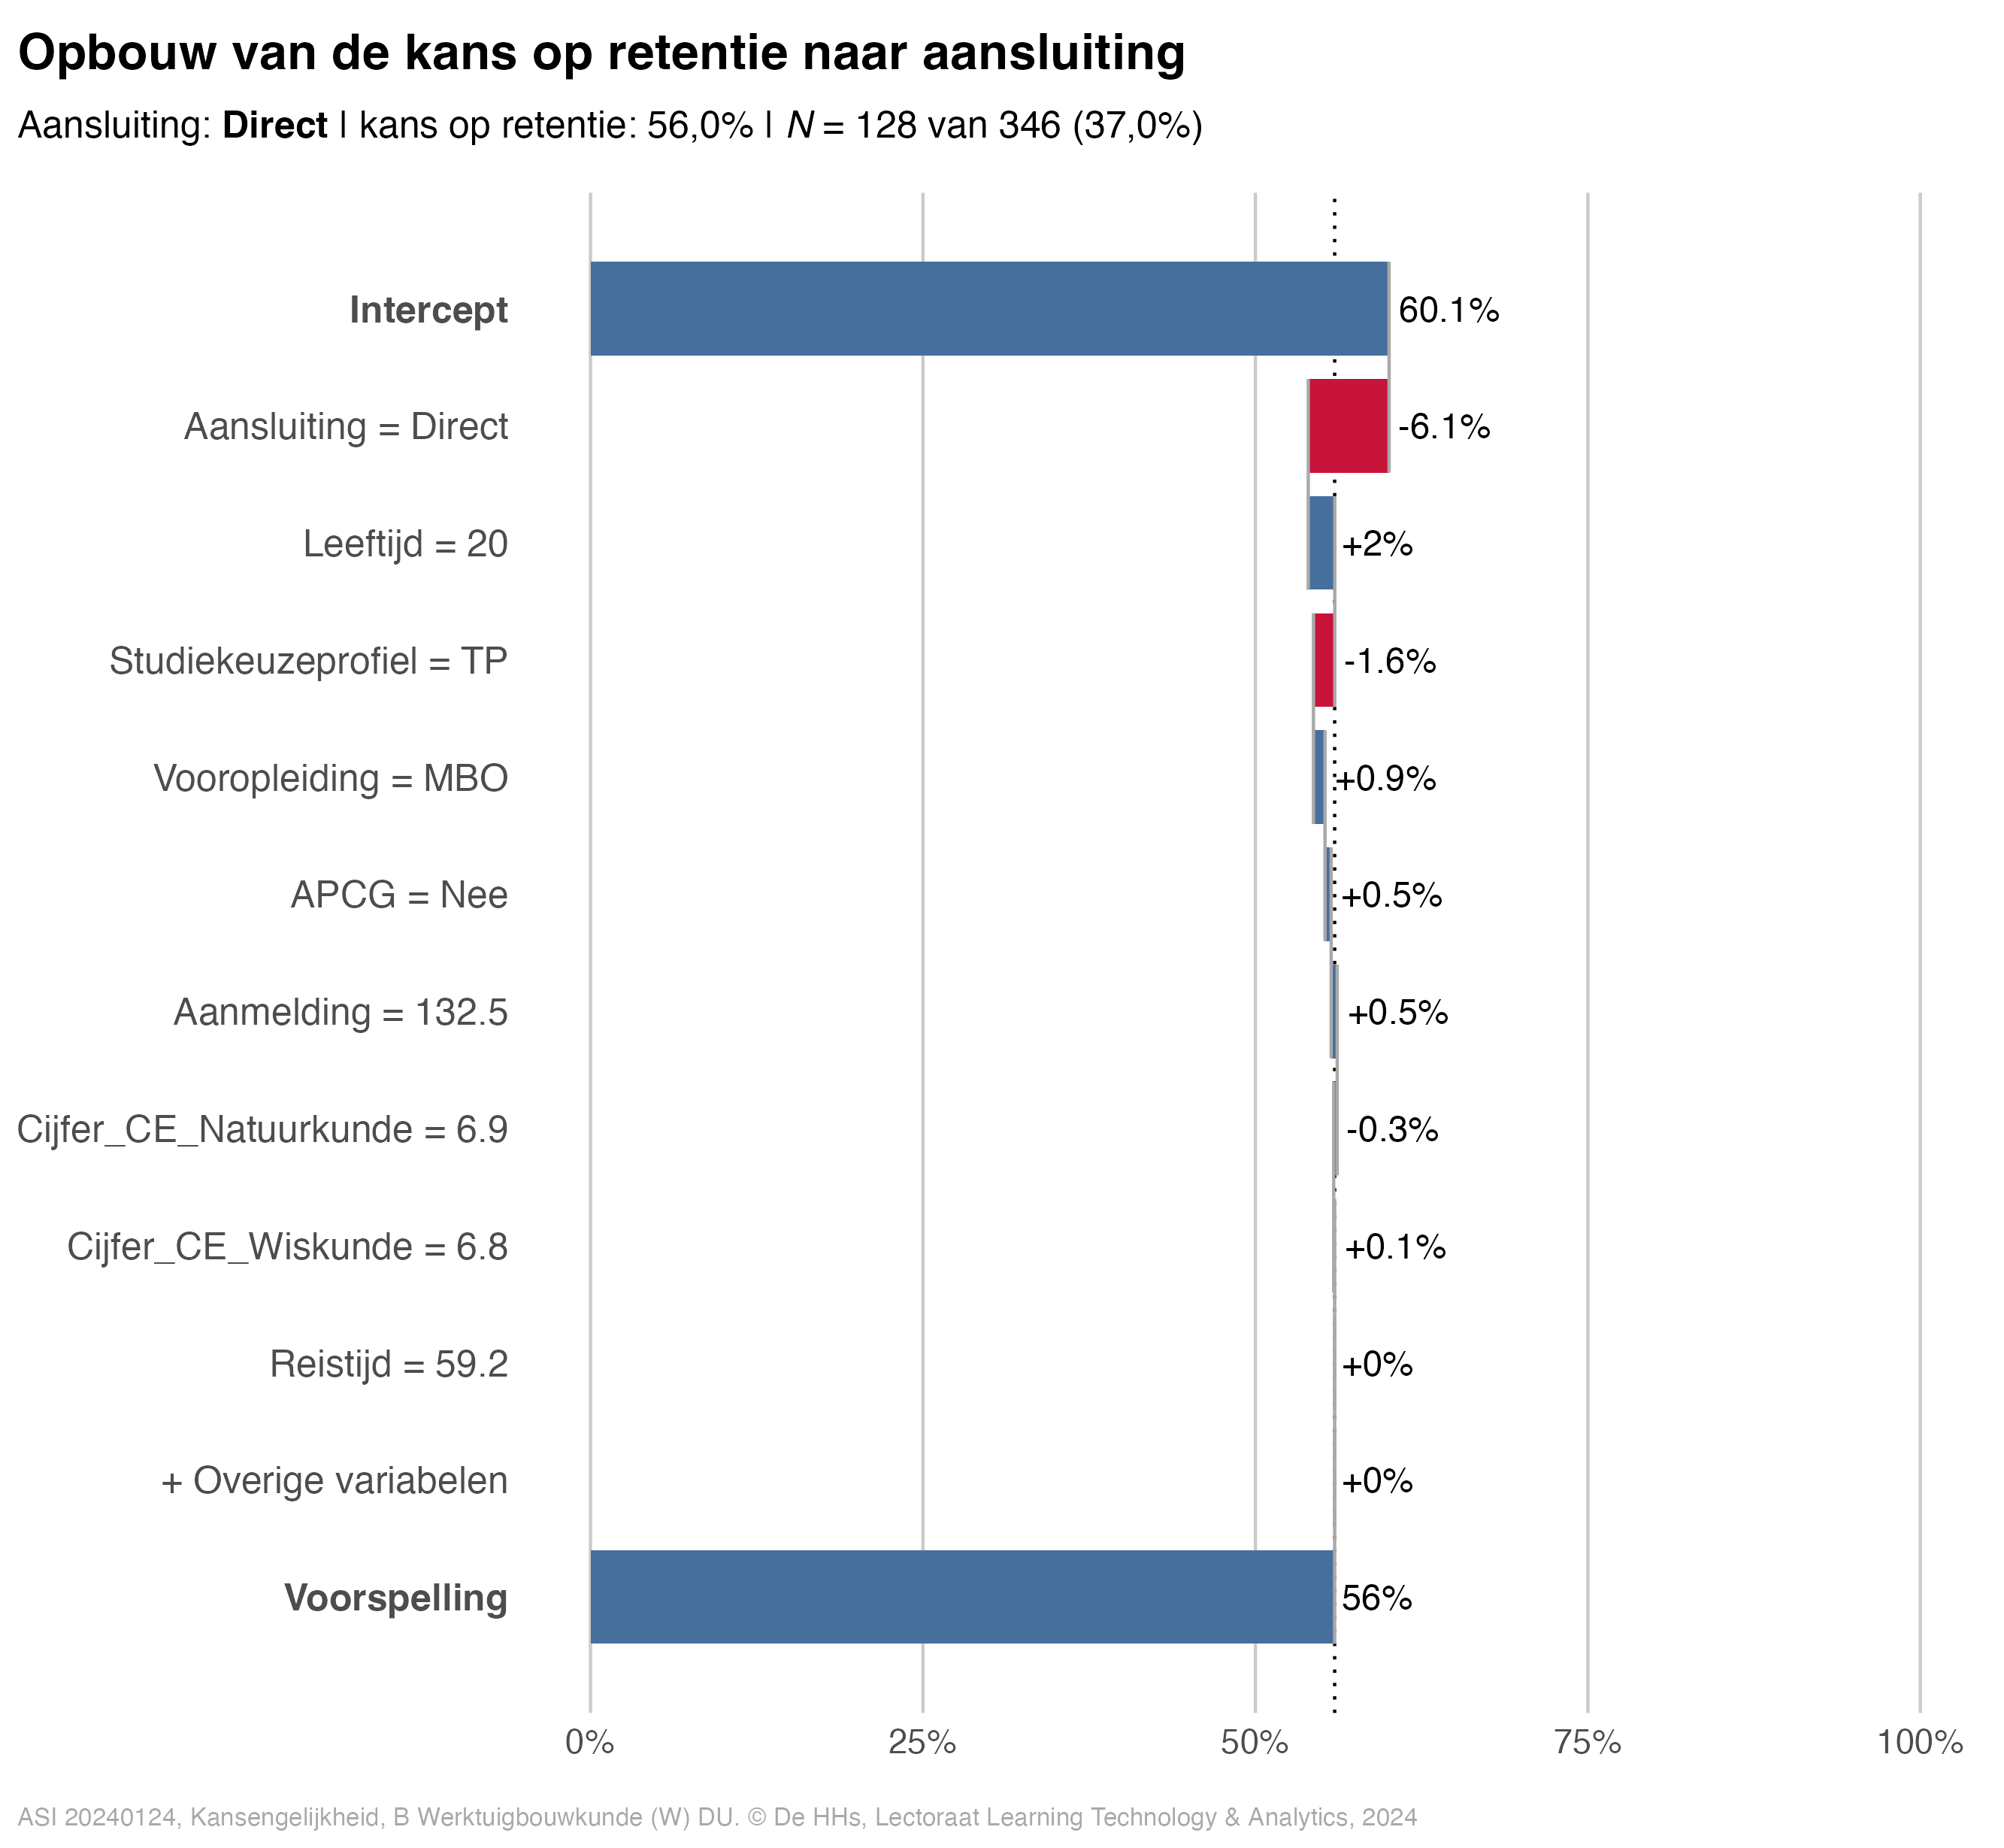 Opbouw van de kans op retentie naar aansluiting
Aansluiting: Direct | kans op retentie: 56,0% | N = 128 van 346 (37,0%)
Intercept 60.1%
Aansluiting = Direct -6.1%
Leeftijd = 20 +2%
Studiekeuzeprofiel = TP -1.6%
Vooropleiding = MBO +0.9%
APCG = Nee +0.5%
Aanmelding = 132.5 +0.5%
Cijfer_CE_Natuurkunde = 6.9 -0.3%
Cijfer_CE_Wiskunde = 6.8 +0.1%
Reistijd = 59.2 +0%
+ Overige variabelen +0%
Voorspelling 56%
0% 25% 50% 75% 100%
ASI 20240124, Kansengelijkheid, B Werktuigbouwkunde (W) DU. © De HHs, Lectoraat Learning Technology & Analytics, 2024